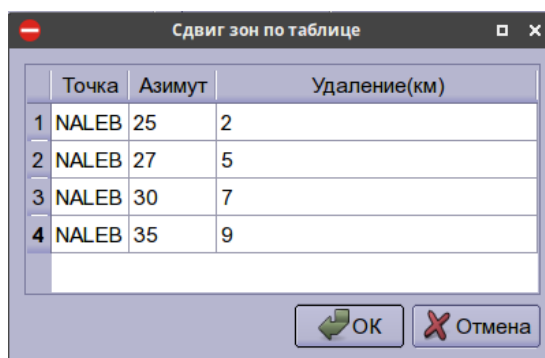 Сдвиг зон по таблице
Точка Азимут Удаление(км)
1 NALEB 25 2
2 NALEB 27 5
3 NALEB 30 7
4 NALEB 35 9
ОК Отмена